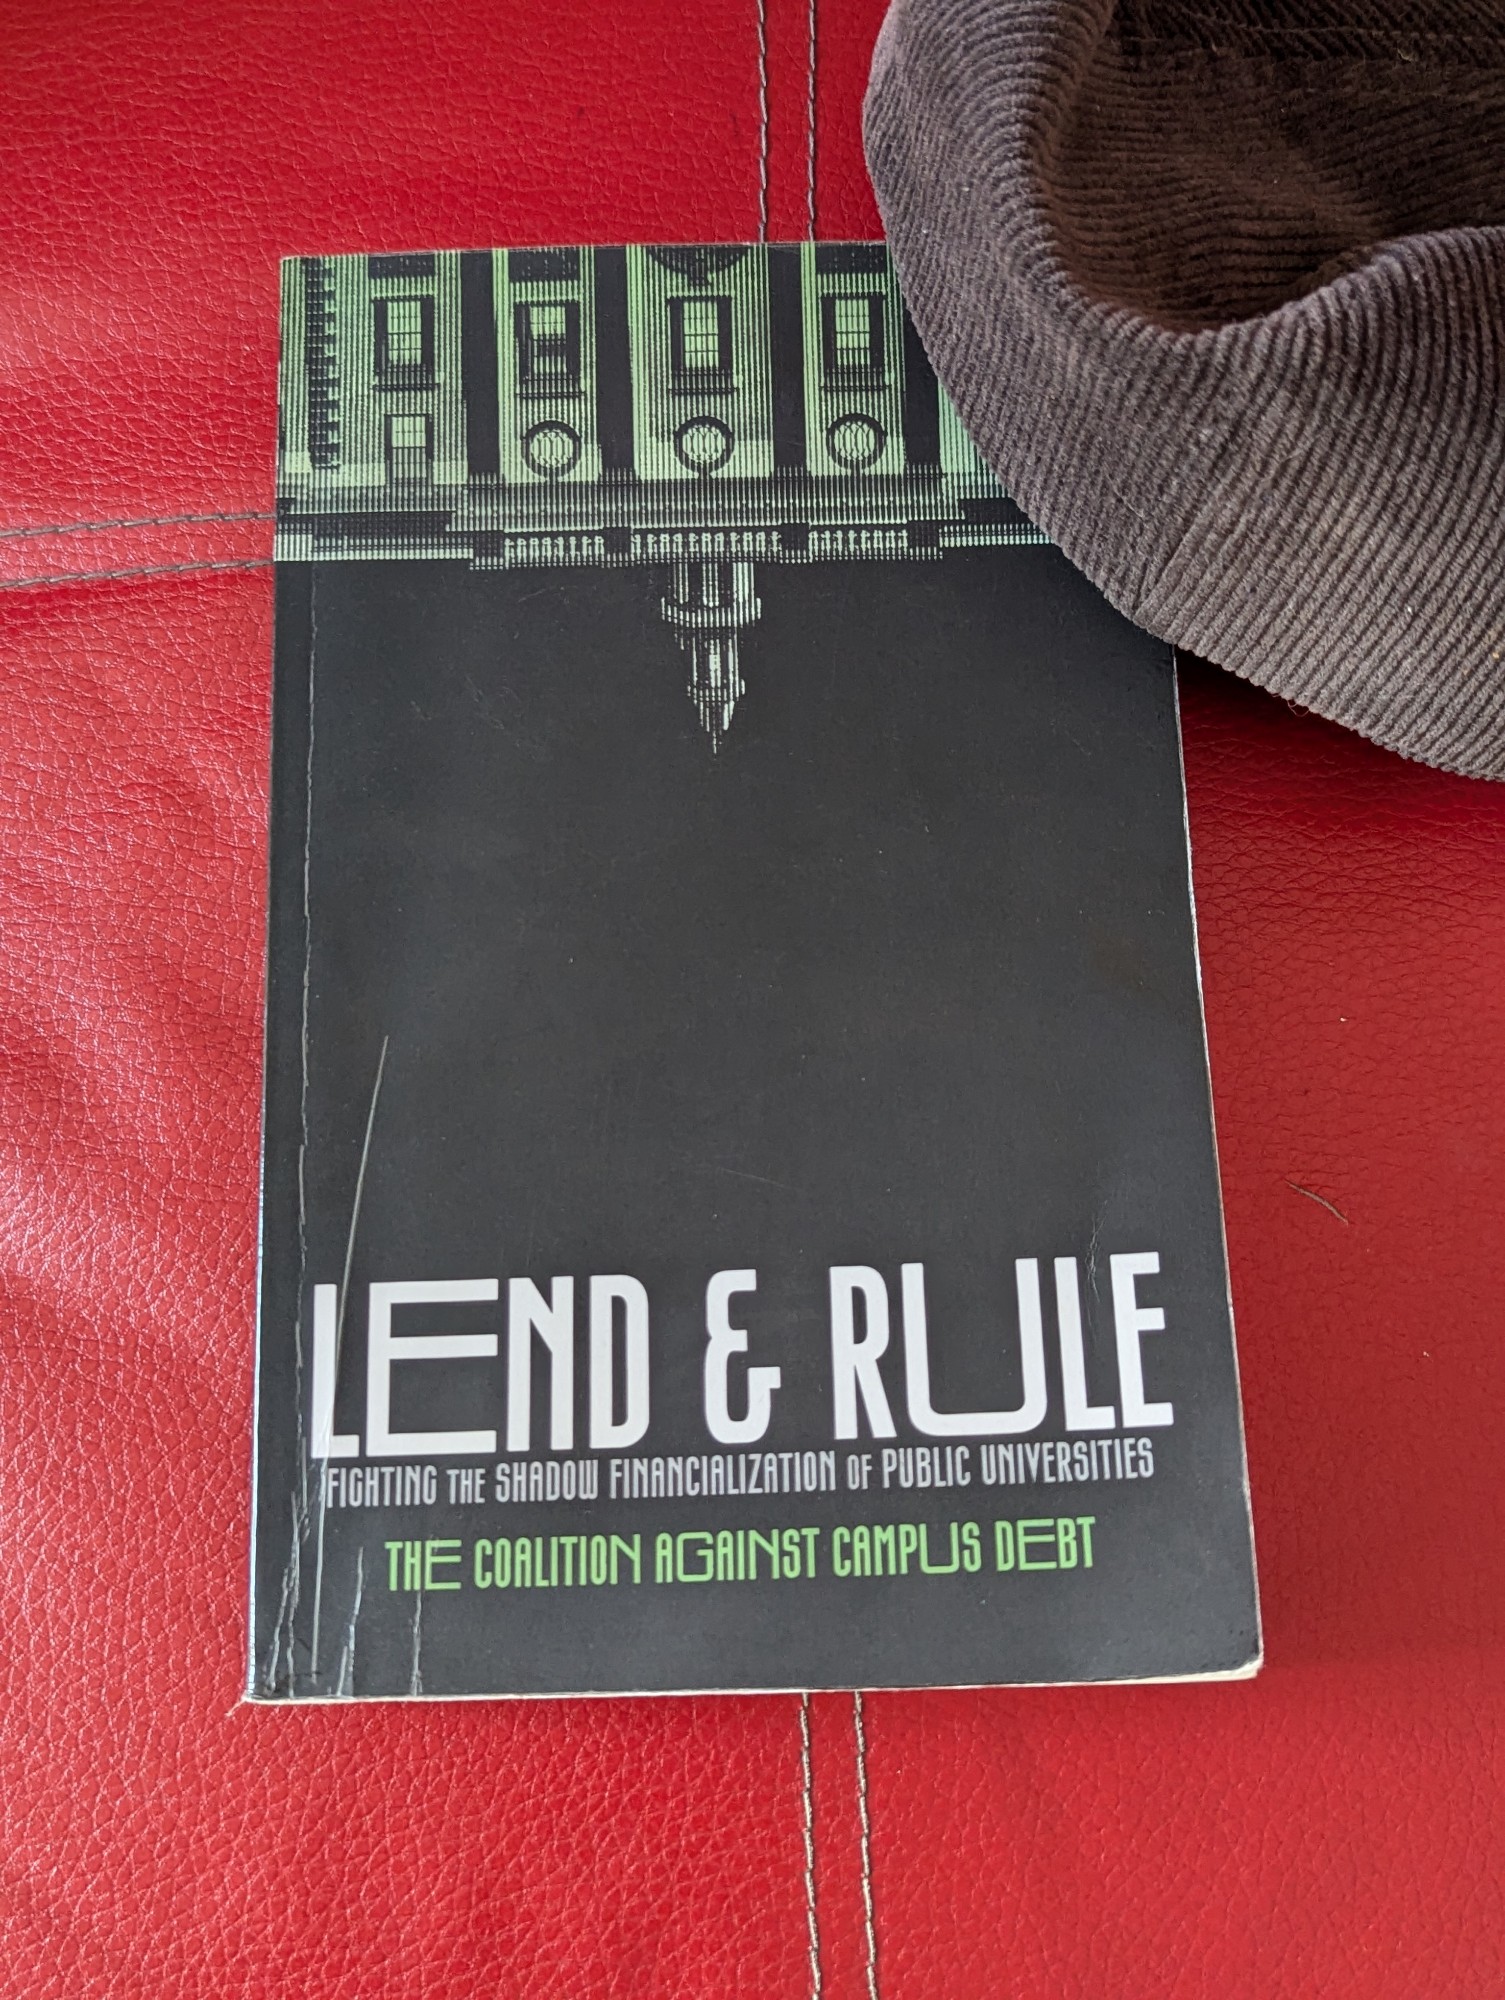 LEND & RULE
FIGHTING THE SHADOW FINANCIALIZATION OF PUBLIC UNIVERSITIES
THE COALITION AGAINST CAMPUS DEBT